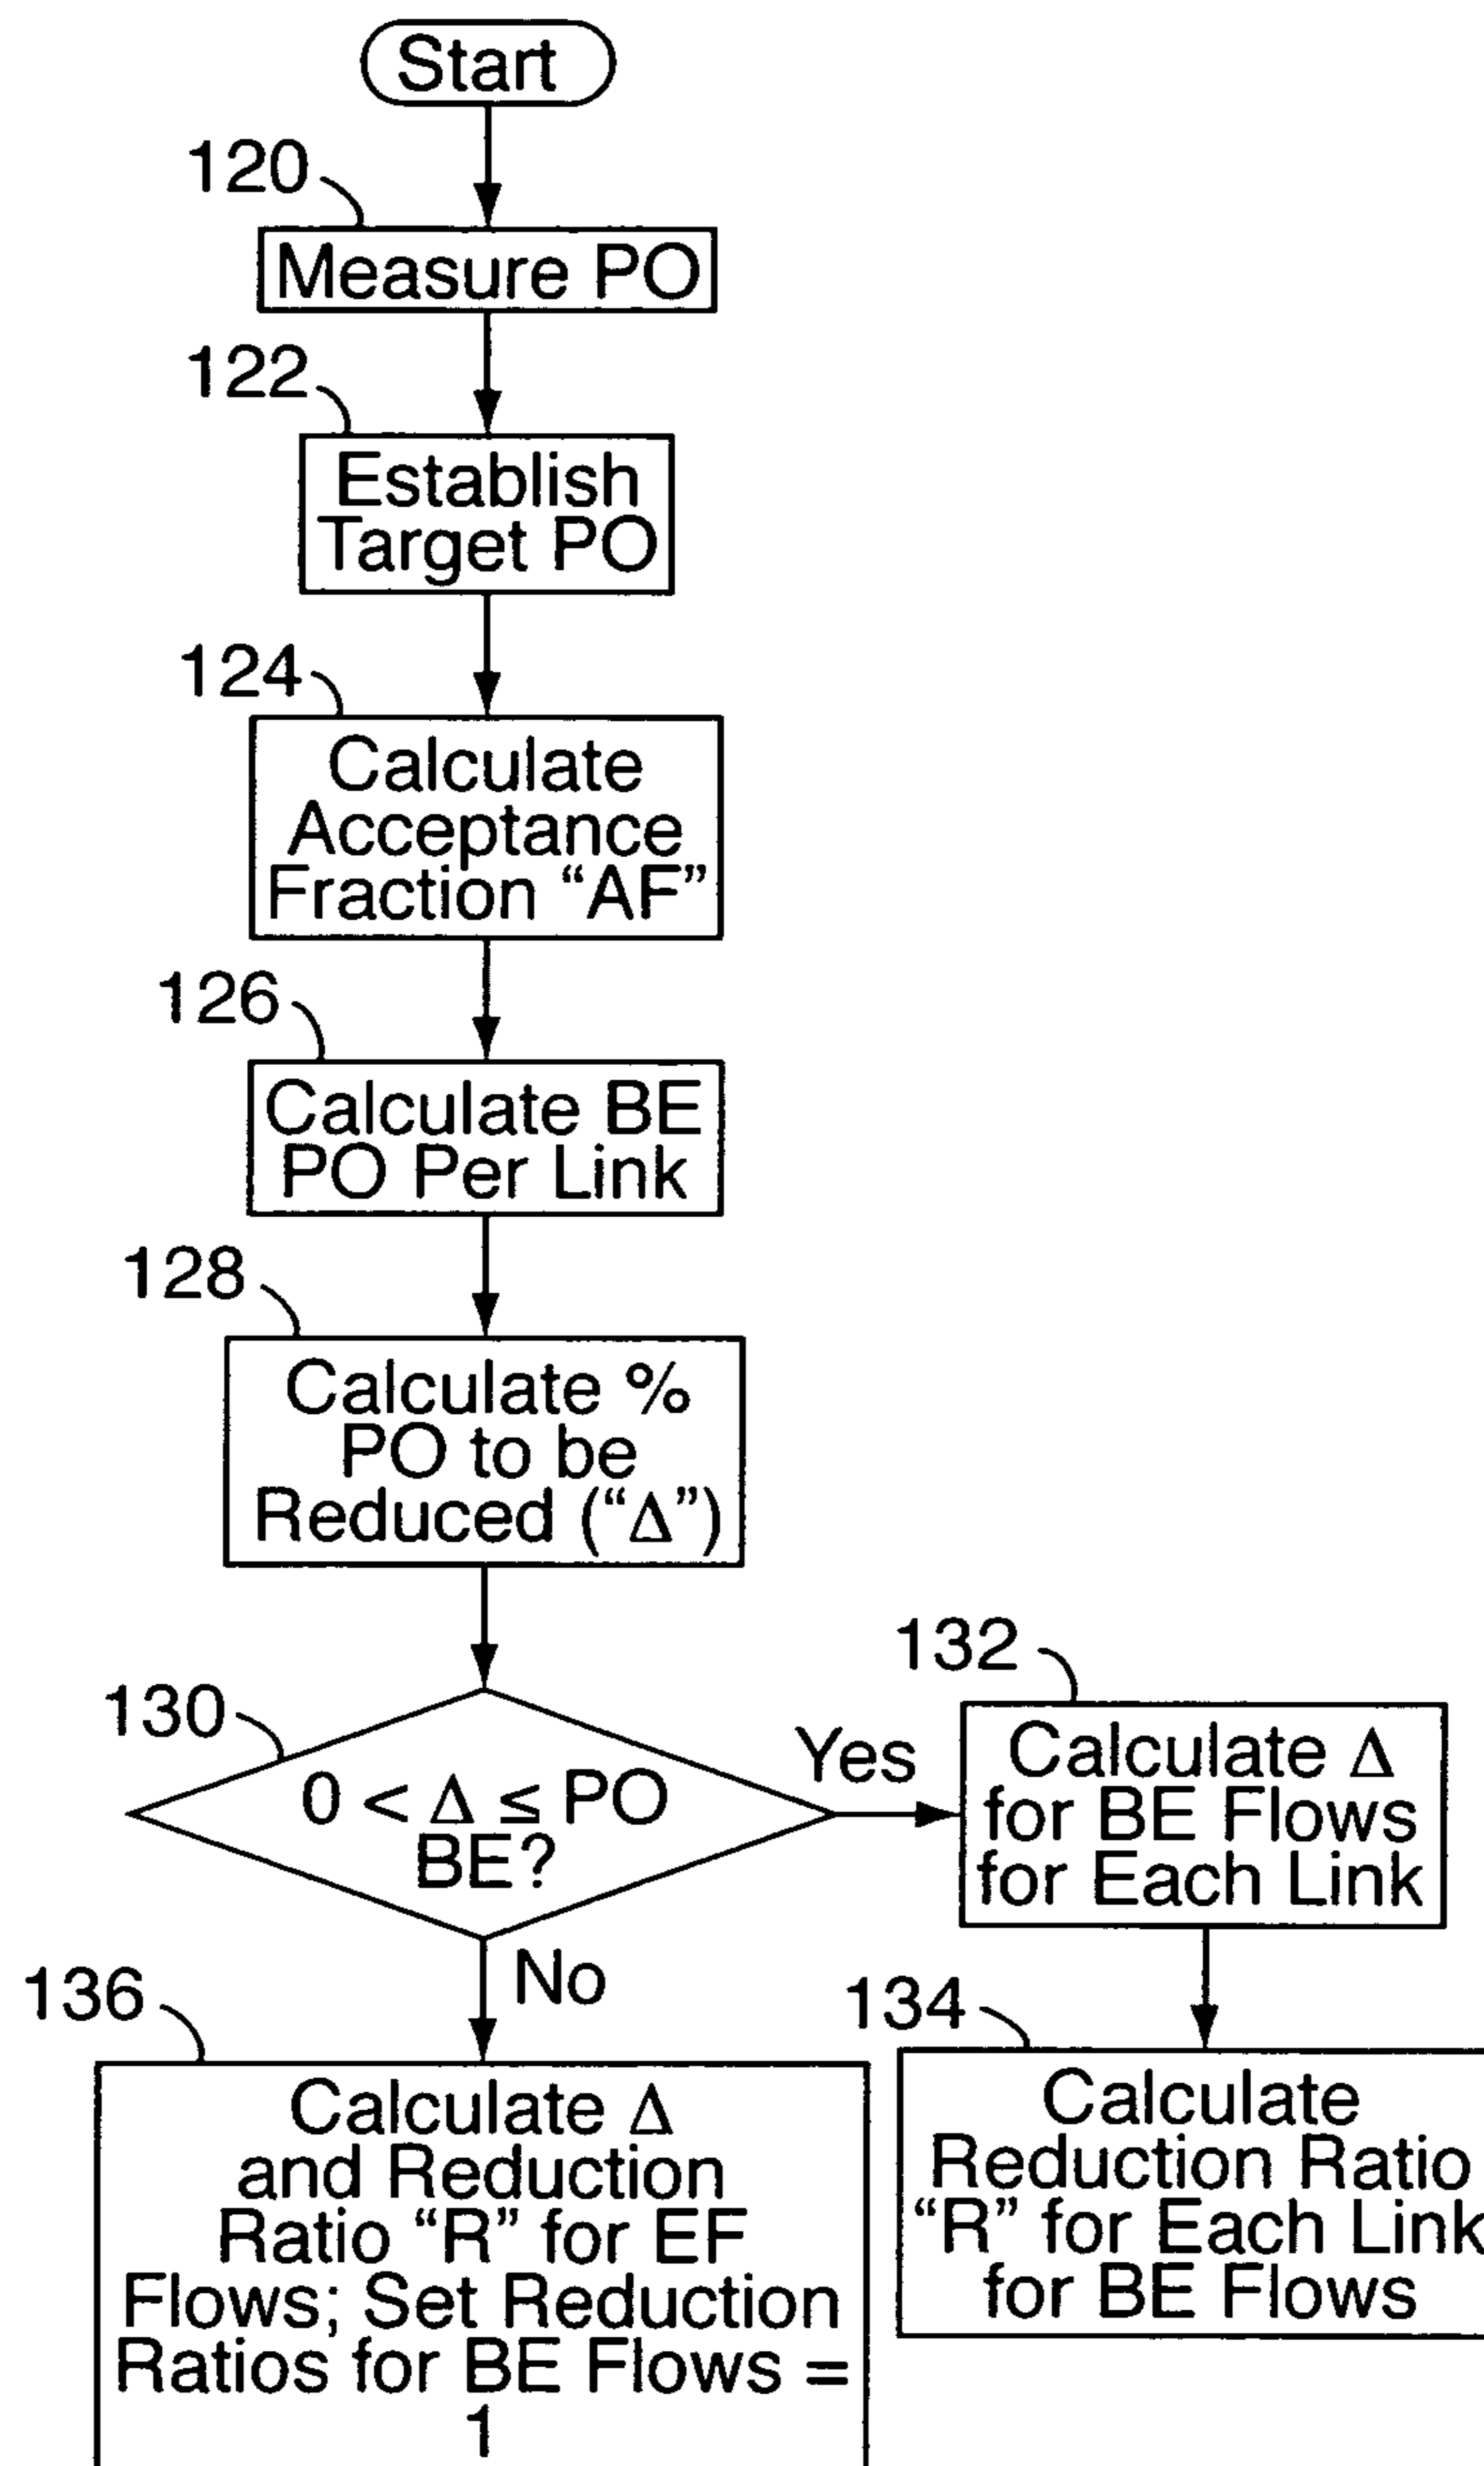 Start
120
Measure PO
122
Establish
Target PO
124
Calculate
Acceptance
Fraction “AF”
126
Calculate BE
PO Per Link
128
Calculate %
PO to be
Reduced (“Δ”)
130
0 < Δ ≤ PO
BE?
Yes
132
Calculate Δ
for BE Flows
for Each Link
No
134
Calculate
Reduction Ratio
“R” for Each Link
for BE Flows
136
Calculate Δ
and Reduction
Ratio “R” for EF
Flows; Set Reduction
Ratios for BE Flows =
1